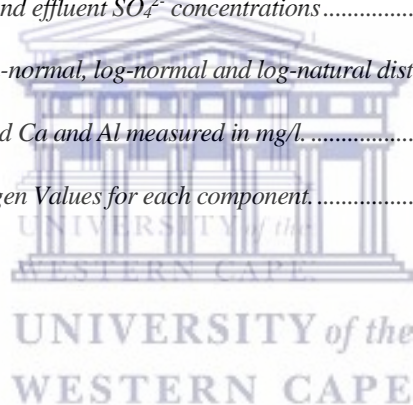 and effluent SO₄²⁻ concentrations....................
-normal, log-normal and log-natural dist
d Ca and Al measured in mg/l. ....................
gen Values for each component. ....................
UNIVERSITY of the
WESTERN CAPE
UNIVERSITY of the
WESTERN CAPE